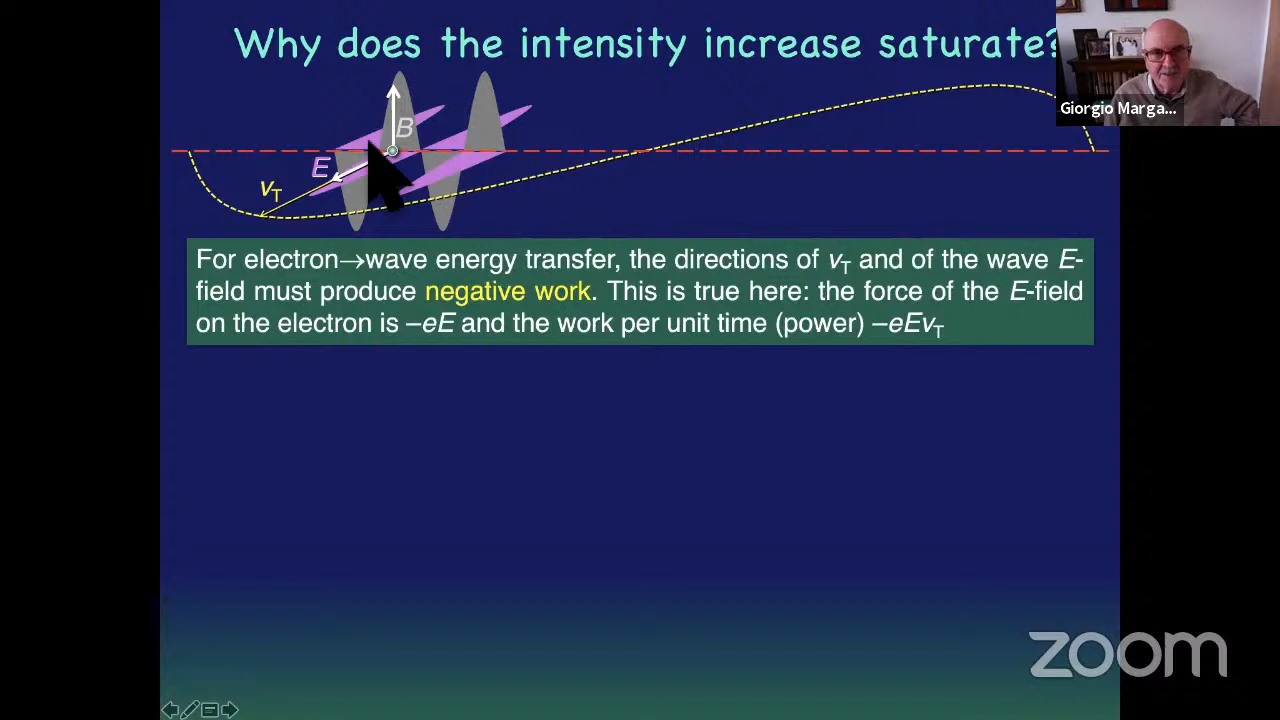 Why does the intensity increase saturate?
Giorgio Marga...
B
E
vT
For electron→wave energy transfer, the directions of vT and of the wave E-
field must produce negative work. This is true here: the force of the E-field
on the electron is –eE and the work per unit time (power) –eEvT
zoom